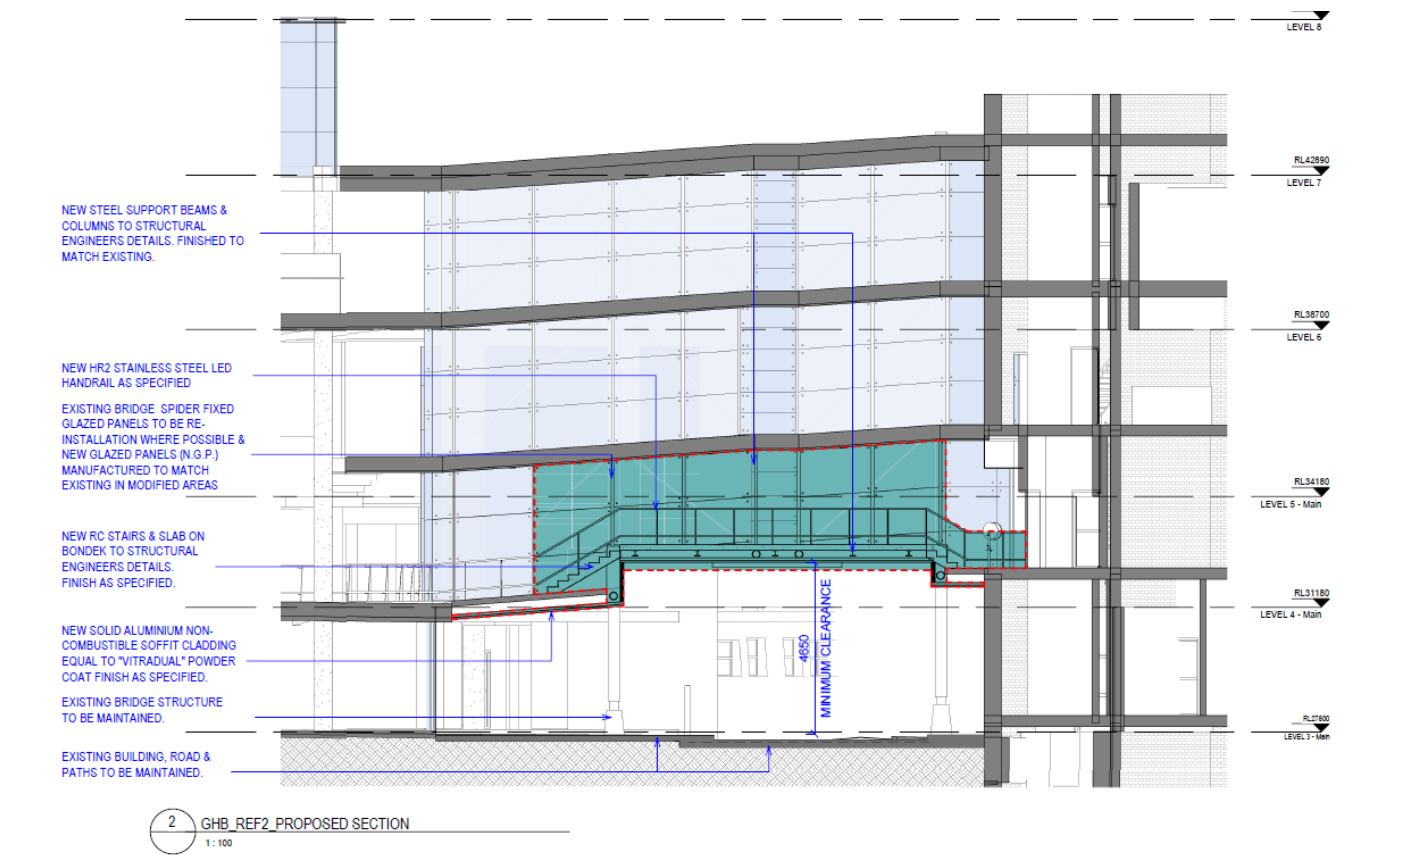 LEVEL 8
RL42890
LEVEL 7
NEW STEEL SUPPORT BEAMS &
COLUMNS TO STRUCTURAL
ENGINEERS DETAILS. FINISHED TO
MATCH EXISTING.
RL38700
LEVEL 6
NEW HR2 STAINLESS STEEL LED
HANDRAIL AS SPECIFIED
EXISTING BRIDGE SPIDER FIXED
GLAZED PANELS TO BE RE-
INSTALLATION WHERE POSSIBLE &
NEW GLAZED PANELS (N.G.P.)
MANUFACTURED TO MATCH
EXISTING IN MODIFIED AREAS
RL34180
LEVEL 5 - Main
NEW RC STAIRS & SLAB ON
BONDEK TO STRUCTURAL
ENGINEERS DETAILS.
FINISH AS SPECIFIED.
RL31180
LEVEL 4 - Main
4650
MINIMUM CLEARANCE
NEW SOLID ALUMINIUM NON-
COMBUSTIBLE SOFFIT CLADDING
EQUAL TO "VITRADUAL" POWDER
COAT FINISH AS SPECIFIED.
EXISTING BRIDGE STRUCTURE
TO BE MAINTAINED.
RL27600
LEVEL 3 - Main
EXISTING BUILDING, ROAD &
PATHS TO BE MAINTAINED.
2
GHB_REF2_PROPOSED SECTION
1 : 100